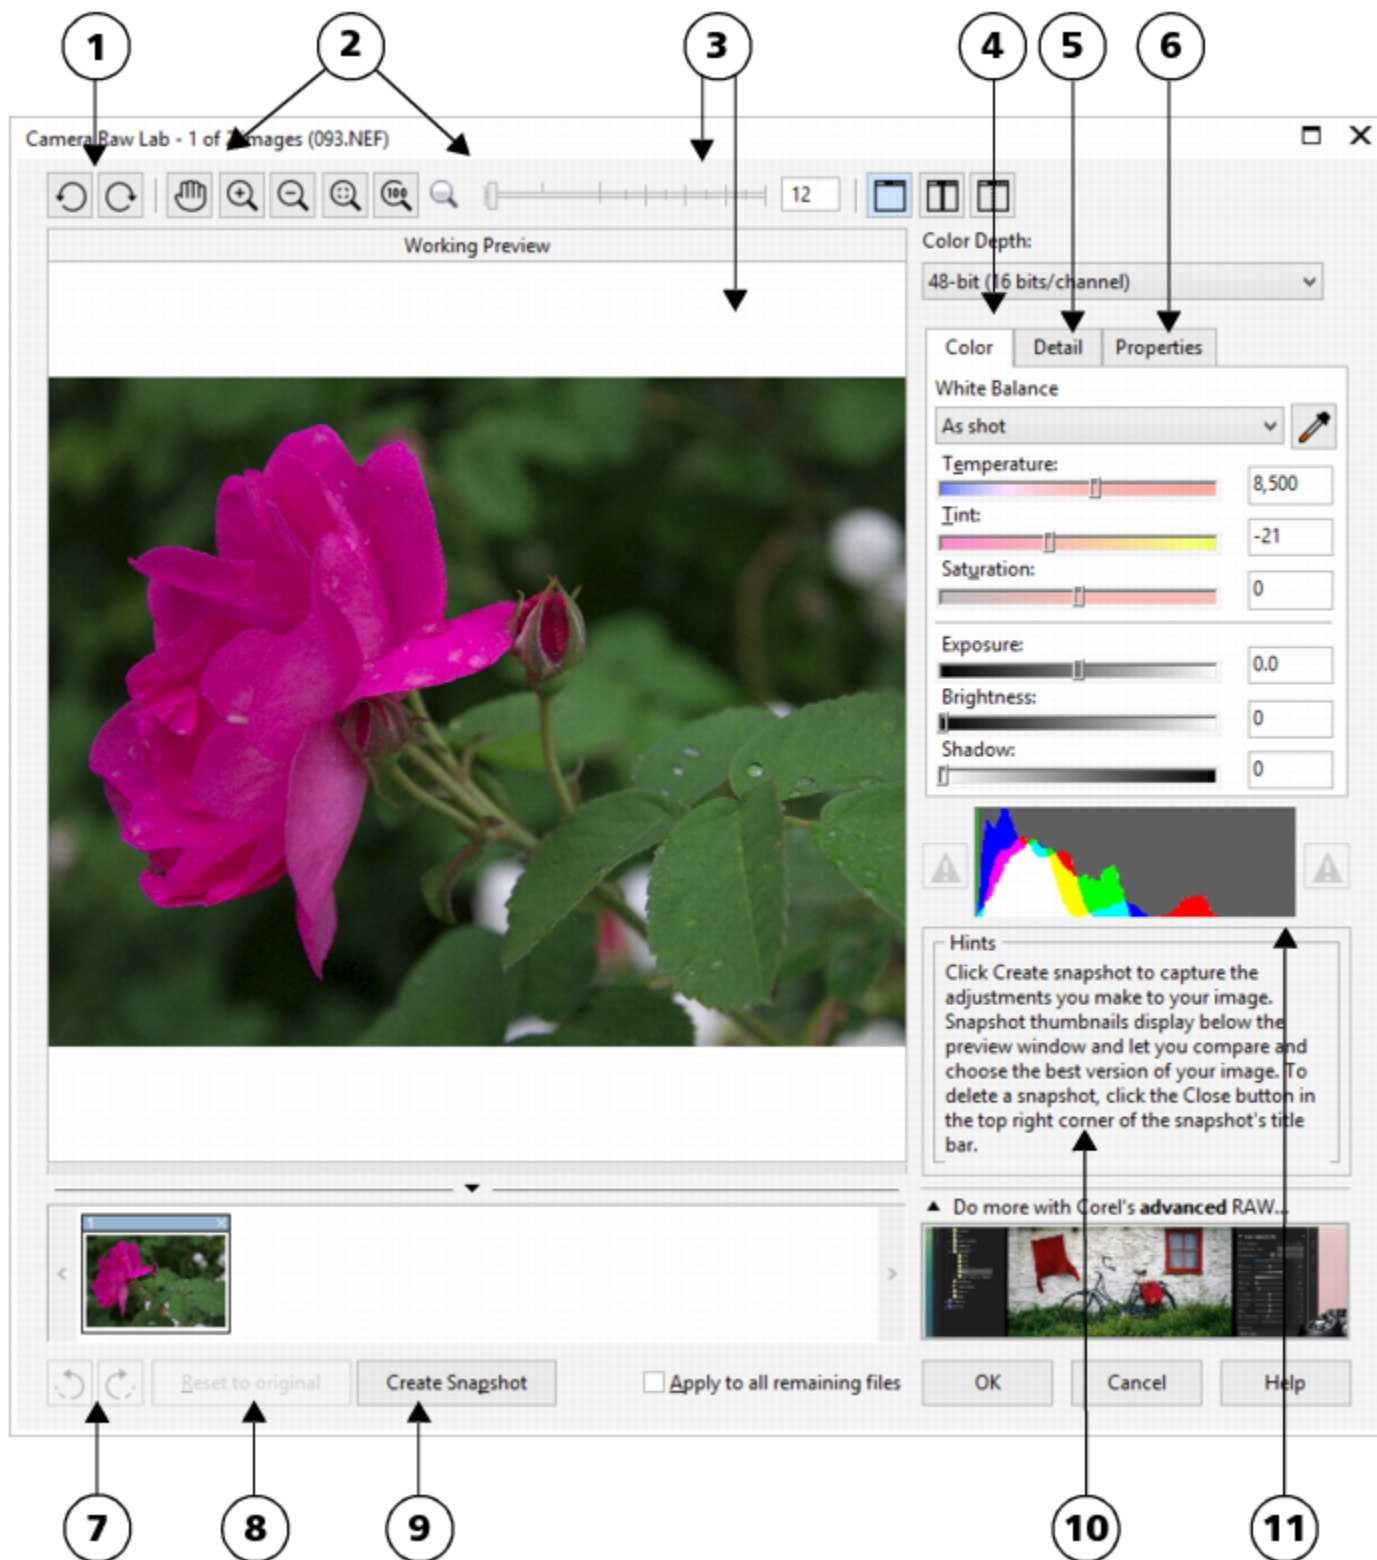 1
2
3
4
5
6
Camera Raw Lab - 1 of 2 images (093.NEF)
100
12
Working Preview
Color Depth:
48-bit (16 bits/channel)
Color
Detail
Properties
White Balance
As shot
Temperature:
8,500
Tint:
-21
Saturation:
0
Exposure:
0.0
Brightness:
0
Shadow:
0
Hints
Click Create snapshot to capture the
adjustments you make to your image.
Snapshot thumbnails display below the
preview window and let you compare and
choose the best version of your image. To
delete a snapshot, click the Close button in
the top right corner of the snapshot's title
bar.
Do more with Corel's advanced RAW...
1
Reset to original
Create Snapshot
Apply to all remaining files
OK
Cancel
Help
7
8
9
10
11